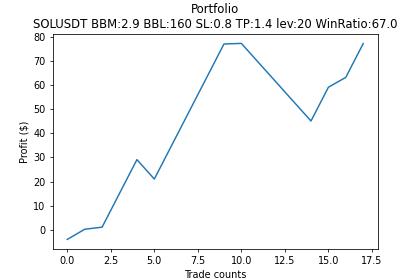 Portfolio
SOLUSDT BBM:2.9 BBL:160 SL:0.8 TP:1.4 lev:20 WinRatio:67.0
80
70
60
50
40
30
20
10
0
Profit ($)
0.0 2.5 5.0 7.5 10.0 12.5 15.0 17.5
Trade counts